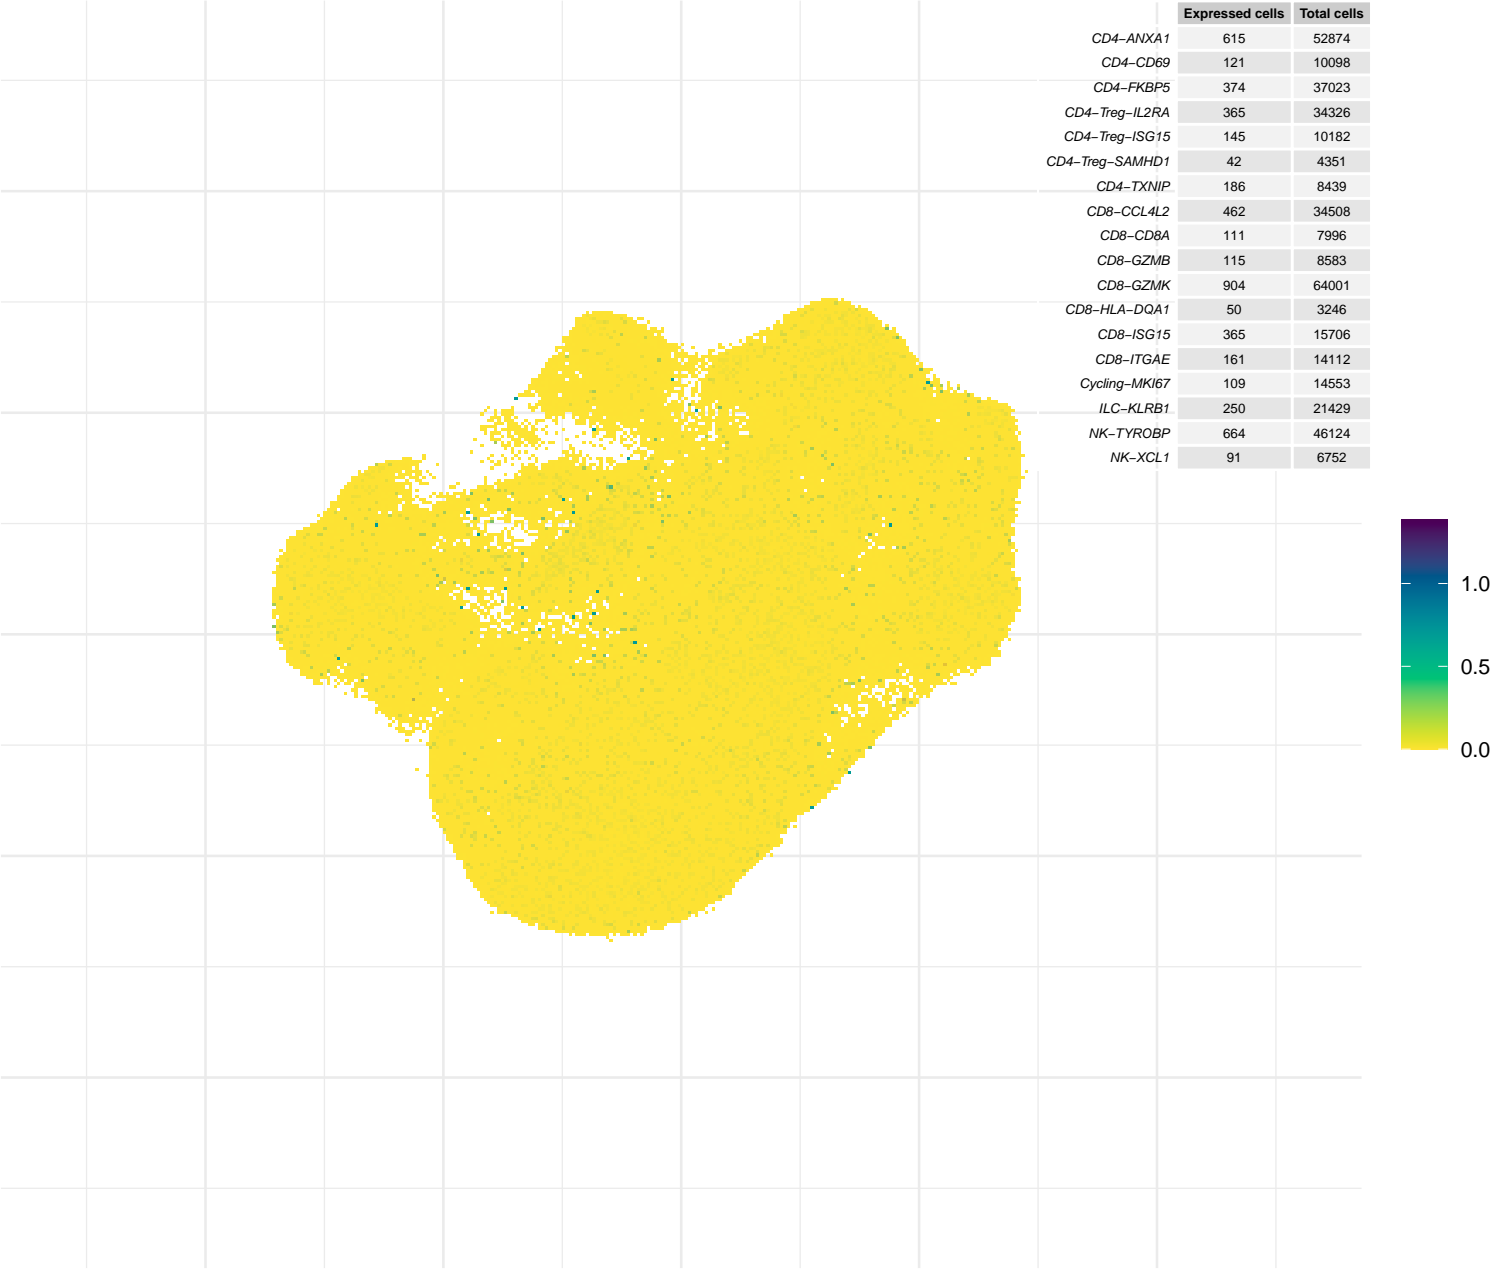 Expressed cells Total cells
CD4−ANXA1 615 52874
CD4−CD69 121 10098
CD4−FKBP5 374 37023
CD4−Treg−IL2RA 365 34326
CD4−Treg−ISG15 145 10182
CD4−Treg−SAMHD1 42 4351
CD4−TXNIP 186 8439
CD8−CCL4L2 462 34508
CD8−CD8A 111 7996
CD8−GZMB 115 8583
CD8−GZMK 904 64001
CD8−HLA−DQA1 50 3246
CD8−ISG15 365 15706
CD8−ITGAE 161 14112
Cycling−MKI67 109 14553
ILC−KLRB1 250 21429
NK−TYROBP 664 46124
NK−XCL1 91 6752
1.0
0.5
0.0